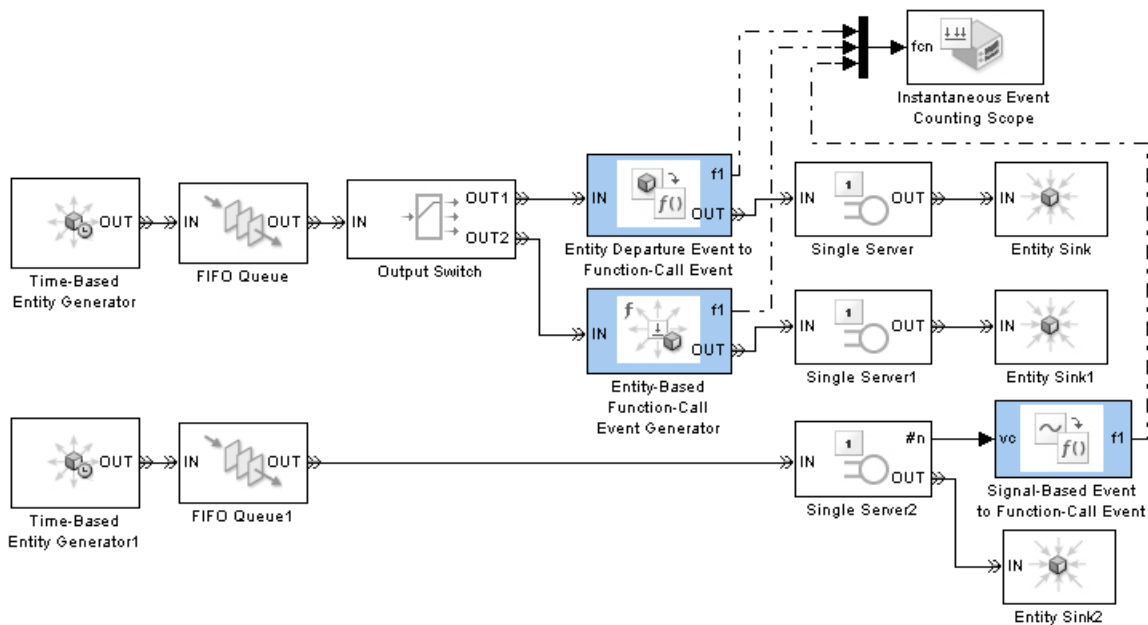 fcn
Instantaneous Event
Counting Scope
OUT
Time-Based
Entity Generator
IN
OUT
FIFO Queue
IN
OUT1
OUT2
Output Switch
IN
f1
f()
OUT
Entity Departure Event to
Function-Call Event
IN
1
OUT
Single Server
IN
Entity Sink
IN
f
f1
OUT
Entity-Based
Function-Call
Event Generator
IN
1
OUT
Single Server1
IN
Entity Sink1
OUT
Time-Based
Entity Generator1
IN
OUT
FIFO Queue1
IN
1
#n
OUT
Single Server2
vc
f()
f1
Signal-Based Event
to Function-Call Event
IN
Entity Sink2